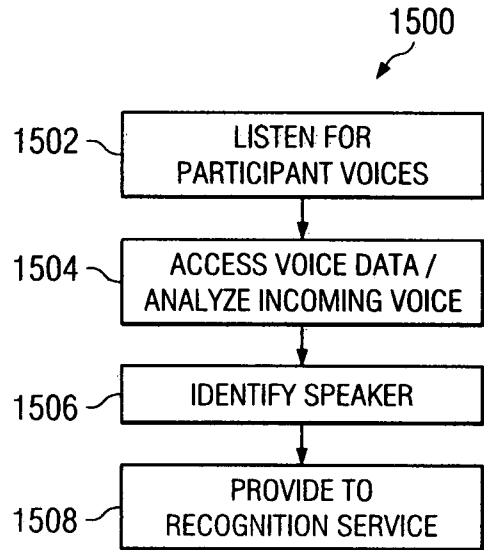 1500
1502
LISTEN FOR
PARTICIPANT VOICES
1504
ACCESS VOICE DATA /
ANALYZE INCOMING VOICE
1506
IDENTIFY SPEAKER
1508
PROVIDE TO
RECOGNITION SERVICE